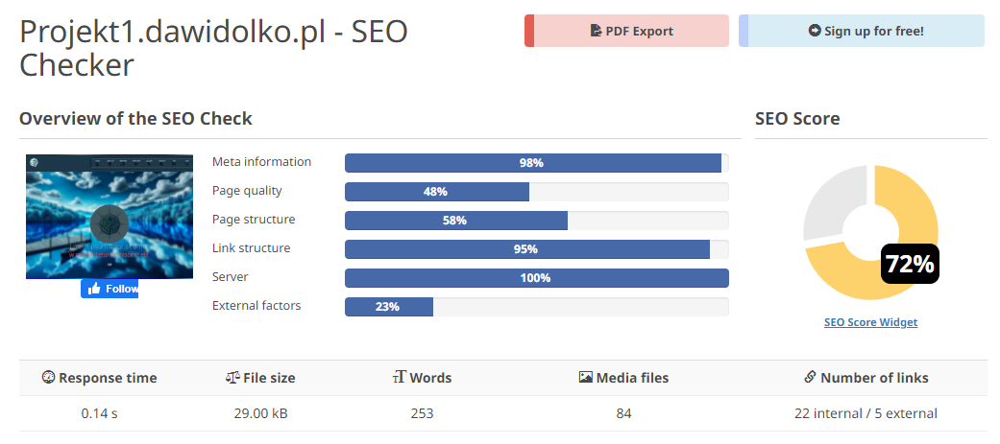 Projekt1.dawidolko.pl - SEO
Checker
PDF Export
Sign up for free!
Overview of the SEO Check
SEO Score
Meta information 98%
Page quality 48%
Page structure 58%
Link structure 95%
Server 100%
External factors 23%
Follow
72%
SEO Score Widget
Response time File size Words Media files Number of links
0.14 s 29.00 kB 253 84 22 internal / 5 external